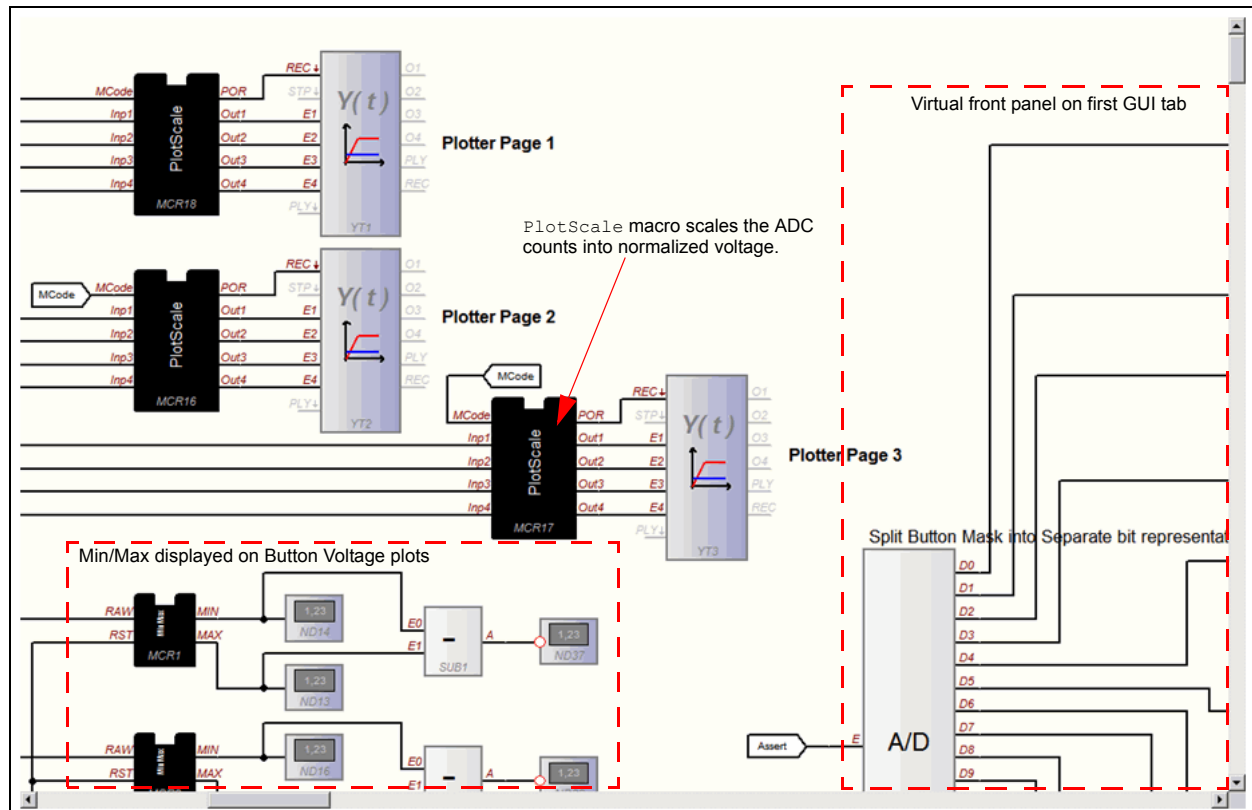 REC↓ O1
STP↓ O2
MCode POR
Inp1 Out1 E1 O3
Inp2 Out2 E2 O4
Inp3 Out3 E3 PLY
Inp4 Out4 E4 REC
PLY↓
PlotScale
MCR18
Y(t)
YT1
Plotter Page 1
Virtual front panel on first GUI tab
PlotScale macro scales the ADC
counts into normalized voltage.
REC↓ O1
STP↓ O2
MCode
MCode POR
Inp1 Out1 E1 O3
Inp2 Out2 E2 O4
Inp3 Out3 E3 PLY
Inp4 Out4 E4 REC
PLY↓
PlotScale
MCR16
Y(t)
YT2
Plotter Page 2
MCode
REC↓ O1
MCode POR STP↓ O2
Inp1 Out1 E1 O3
Inp2 Out2 E2 O4
Inp3 Out3 E3 PLY
Inp4 Out4 E4 REC
PLY↓
PlotScale
MCR17
Y(t)
YT3
Plotter Page 3
Min/Max displayed on Button Voltage plots
RAW MIN
RST MAX
Min Max
MCR1
1,23
ND14
1,23
ND13
E0
E1
-
A
SUB1
1,23
ND37
RAW MIN
RST MAX
Min Max
1,23
ND16
E0
E1
-
A
1,23
Split Button Mask into Separate bit representat
D0
D1
D2
D3
D4
D5
D6
D7
D8
D9
Assert
E
A/D